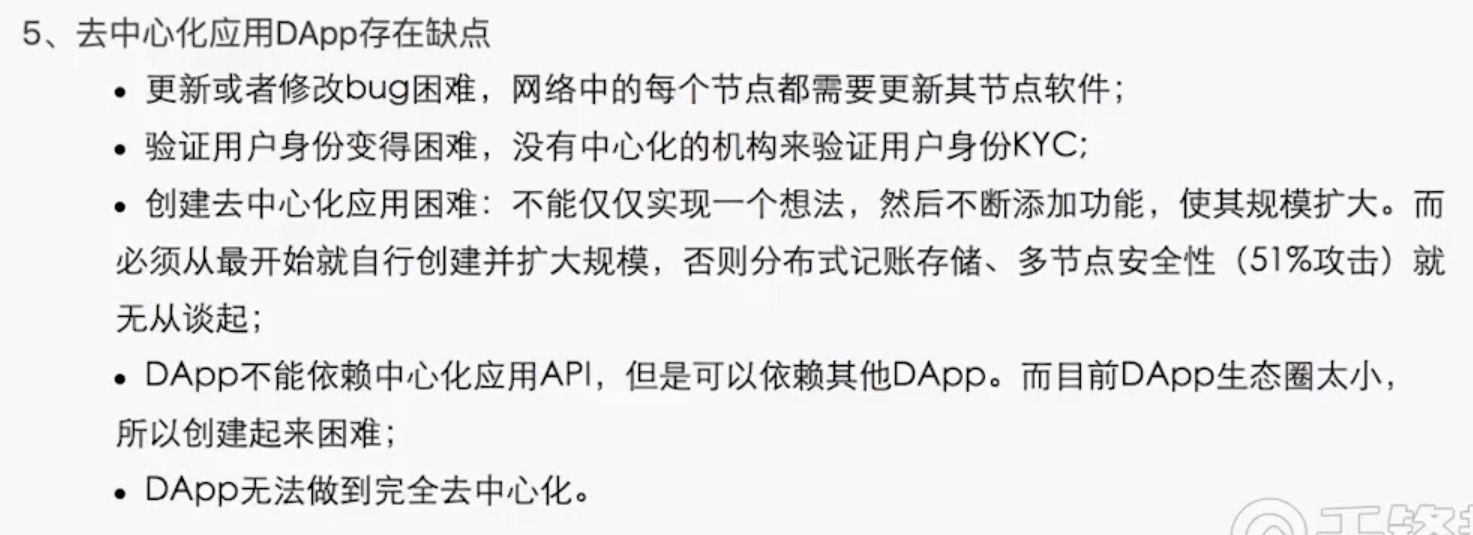 5、去中心化应用DApp存在缺点
• 更新或者修改bug困难，网络中的每个节点都需要更新其节点软件；
• 验证用户身份变得困难，没有中心化的机构来验证用户身份KYC;
• 创建去中心化应用困难：不能仅仅实现一个想法，然后不断添加功能，使其规模扩大。而
必须从最开始就自行创建并扩大规模，否则分布式记账存储、多节点安全性（51%攻击）就
无从谈起；
• DApp不能依赖中心化应用API，但是可以依赖其他DApp。而目前DApp生态圈太小，
所以创建起来困难；
• DApp无法做到完全去中心化。